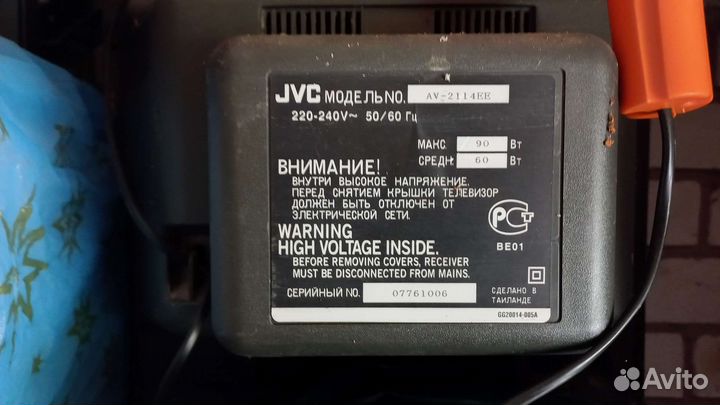 JVC МОДЕЛЬ NO. AV-2114EE
220-240V~ 50/60 Гц
МАКС. 90 Вт
СРЕДН: 60 Вт
ВНИМАНИЕ!
ВНУТРИ ВЫСОКОЕ НАПРЯЖЕНИЕ.
ПЕРЕД СНЯТИЕМ КРЫШКИ ТЕЛЕВИЗОР
ДОЛЖЕН БЫТЬ ОТКЛЮЧЕН ОТ
ЭЛЕКТРИЧЕСКОЙ СЕТИ.
РСТ
BE01
WARNING
HIGH VOLTAGE INSIDE.
BEFORE REMOVING COVERS, RECEIVER
MUST BE DISCONNECTED FROM MAINS.
СЕРИЙНЫЙ NO. 07761006
СДЕЛАНО В
ТАИЛАНДЕ
GG20014-005A
Avito